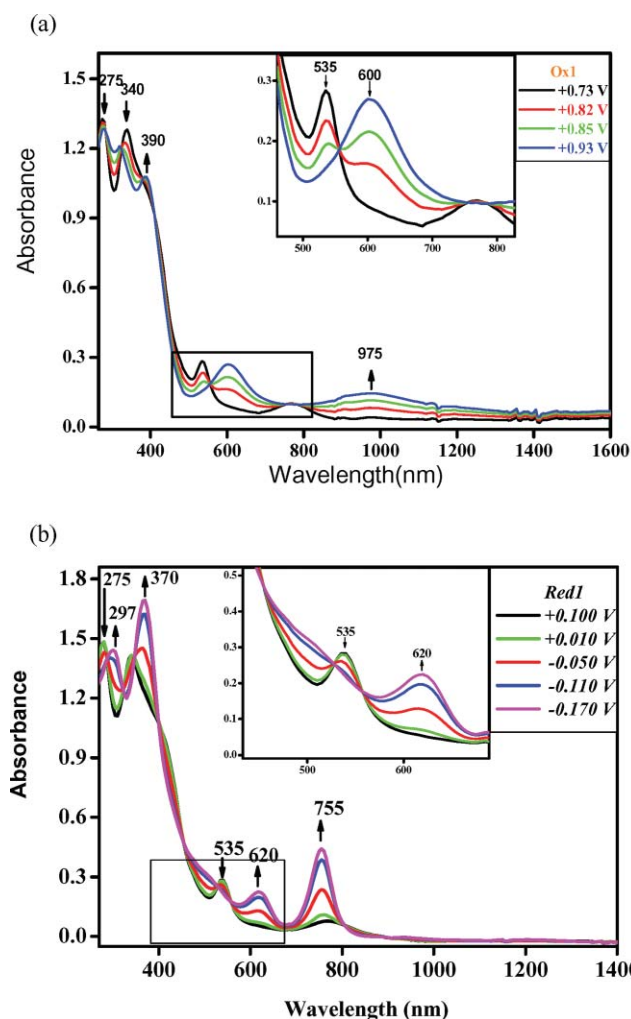 (a)
275
340
390
535
600
Ox1
+0.73 V
+0.82 V
+0.85 V
+0.93 V
0.3
0.2
0.1
500 600 700 800
975
1.5
1.2
0.9
0.6
0.3
0.0
Absorbance
400 600 800 1000 1200 1400 1600
Wavelength(nm)
(b)
275
297
370
535
620
Red1
+0.100 V
+0.010 V
-0.050 V
-0.110 V
-0.170 V
0.5
0.4
0.3
0.2
0.1
0.0
500 600
535
620
755
1.8
1.5
1.2
0.9
0.6
0.3
0.0
Absorbance
400 600 800 1000 1200 1400
Wavelength (nm)